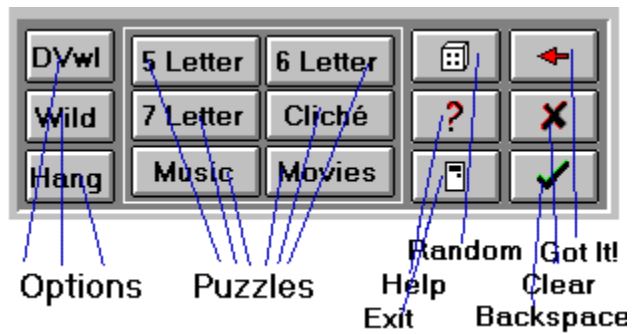 DVwl 5 Letter 6 Letter
Wild 7 Letter Cliché ?
Hang Music Movies
Random Got It!
Options Puzzles Help Clear
Exit Backspace